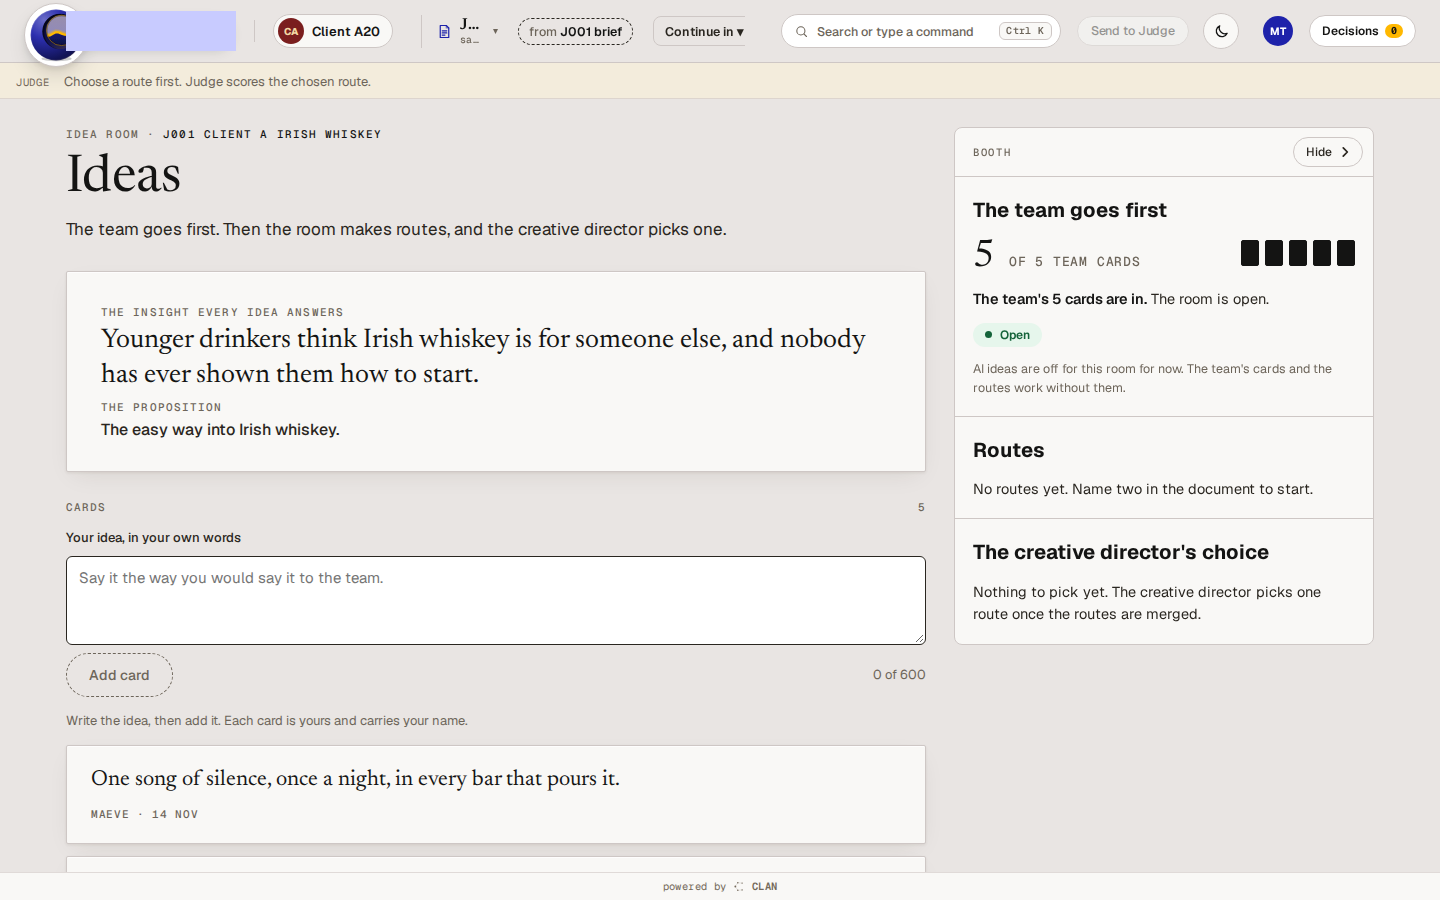 CA Client A20
J...
sa...
from J001 brief
Continue in ▾
Search or type a command
Ctrl K
Send to Judge
MT
Decisions 0
JUDGE Choose a route first. Judge scores the chosen route.
IDEA ROOM · J001 CLIENT A IRISH WHISKEY
Ideas
The team goes first. Then the room makes routes, and the creative director picks one.
THE INSIGHT EVERY IDEA ANSWERS
Younger drinkers think Irish whiskey is for someone else, and nobody
has ever shown them how to start.
THE PROPOSITION
The easy way into Irish whiskey.
CARDS 5
Your idea, in your own words
Say it the way you would say it to the team.
Add card
0 of 600
Write the idea, then add it. Each card is yours and carries your name.
One song of silence, once a night, in every bar that pours it.
MAEVE · 14 NOV
BOOTH
Hide
The team goes first
5 OF 5 TEAM CARDS
The team's 5 cards are in. The room is open.
Open
AI ideas are off for this room for now. The team's cards and the
routes work without them.
Routes
No routes yet. Name two in the document to start.
The creative director's choice
Nothing to pick yet. The creative director picks one
route once the routes are merged.
powered by CLAN